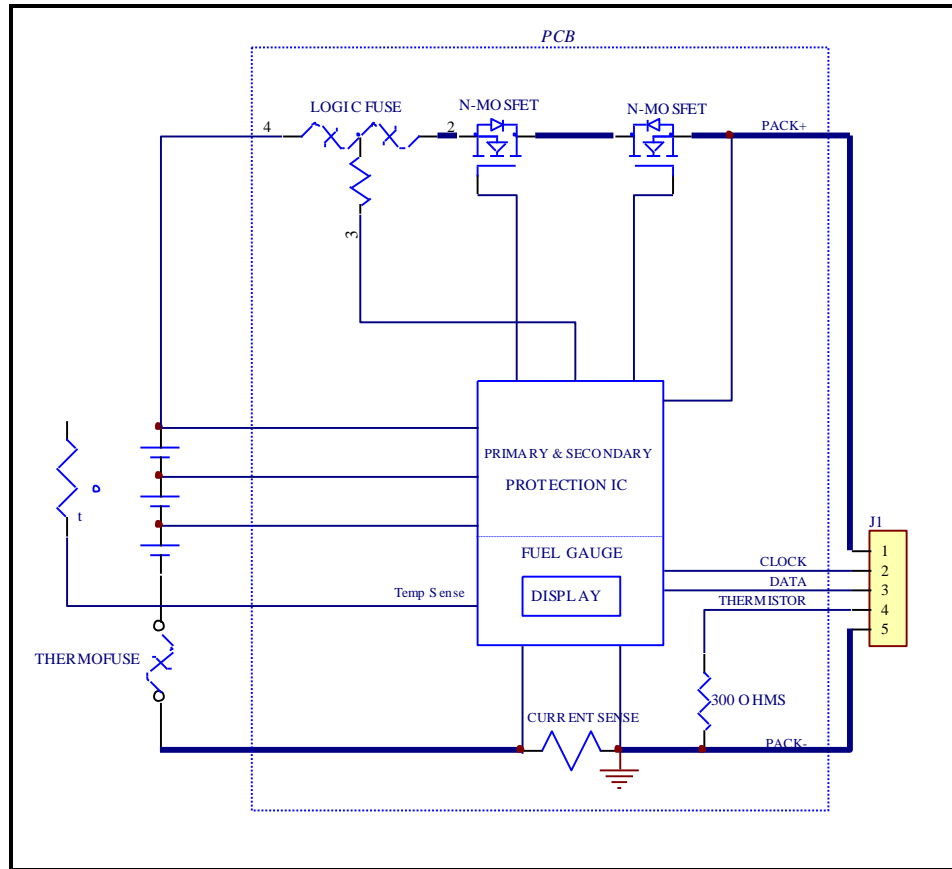 PCB
LOGIC FUSE
N-MOSFET
N-MOSFET
4
2
PACK+
3
PRIMARY & SECONDARY
PROTECTION IC
t
J1
1
FUEL GAUGE
CLOCK
2
DATA
3
Temp Sense
DISPLAY
THERMISTOR
4
5
THERMOFUSE
300 OHMS
CURRENT SENSE
PACK-